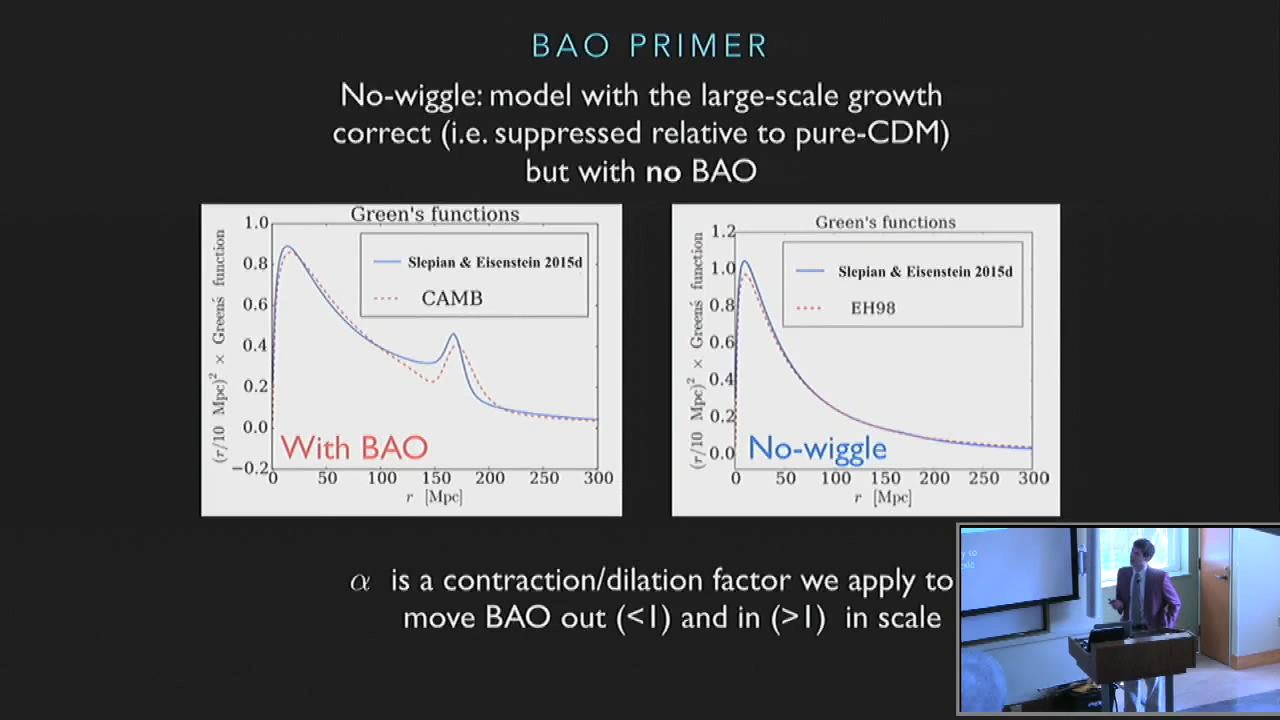 BAO PRIMER
No-wiggle: model with the large-scale growth
correct (i.e. suppressed relative to pure-CDM)
but with no BAO
Green's functions
1.0
0.8
0.6
0.4
0.2
0.0
−0.2
(r/10 Mpc)² × Green's function
Slepian & Eisenstein 2015d
CAMB
With BAO
0 50 100 150 200 250 300
r [Mpc]
Green's functions
1.2
1.0
0.8
0.6
0.4
0.2
0.0
(r/10 Mpc)² × Green's function
Slepian & Eisenstein 2015d
EH98
No-wiggle
0 50 100 150 200 250 300
r [Mpc]
α is a contraction/dilation factor we apply to
move BAO out (<1) and in (>1) in scale